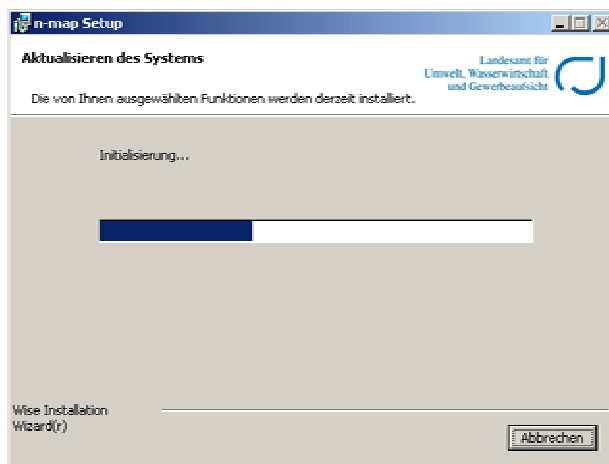 n-map Setup
Aktualisieren des Systems
Landesamt für
Umwelt, Wasserwirtschaft
und Gewerbeaufsicht
Die von Ihnen ausgewählten Funktionen werden derzeit installiert.
Initialisierung...
Wise Installation
Wizard(r)
Abbrechen